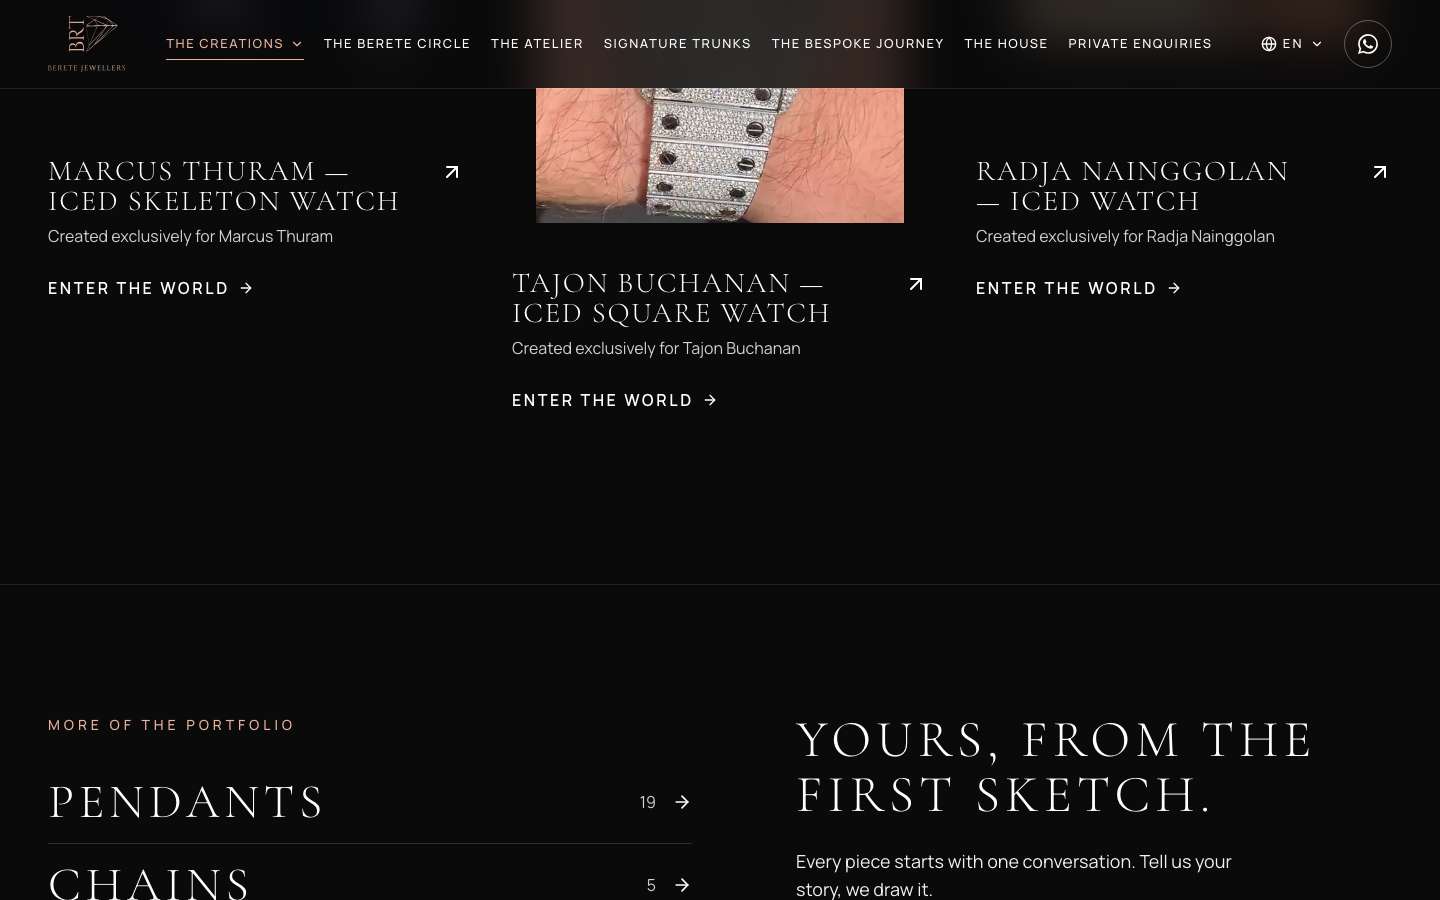 BRT
BERETE JEWELLERS
THE CREATIONS
THE BERETE CIRCLE
THE ATELIER
SIGNATURE TRUNKS
THE BESPOKE JOURNEY
THE HOUSE
PRIVATE ENQUIRIES
EN
MARCUS THURAM —
ICED SKELETON WATCH
Created exclusively for Marcus Thuram
ENTER THE WORLD
TAJON BUCHANAN —
ICED SQUARE WATCH
Created exclusively for Tajon Buchanan
ENTER THE WORLD
RADJA NAINGGOLAN
— ICED WATCH
Created exclusively for Radja Nainggolan
ENTER THE WORLD
MORE OF THE PORTFOLIO
PENDANTS
19
CHAINS
5
YOURS, FROM THE
FIRST SKETCH.
Every piece starts with one conversation. Tell us your
story, we draw it.